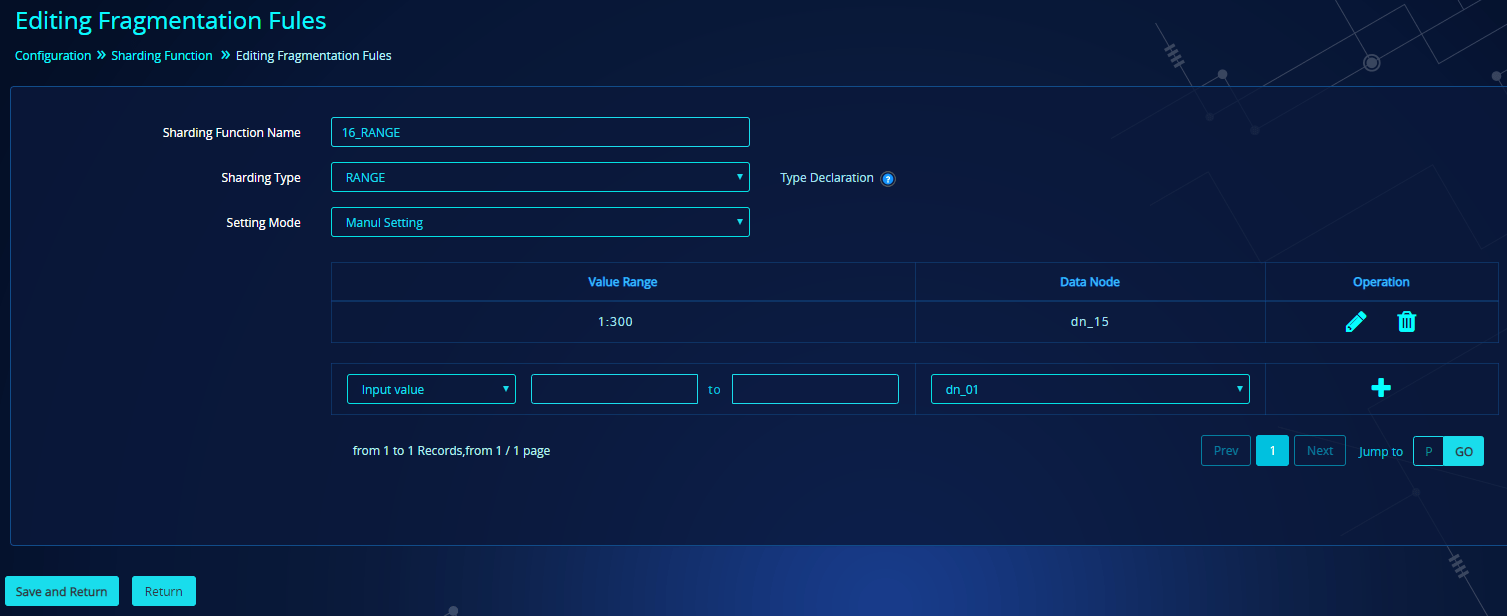 Editing Fragmentation Fules
Configuration » Sharding Function » Editing Fragmentation Fules
Sharding Function Name 16_RANGE
Sharding Type RANGE Type Declaration ?
Setting Mode Manul Setting
Value Range Data Node Operation
1:300 dn_15
Input value to dn_01
from 1 to 1 Records,from 1 / 1 page Prev 1 Next Jump to P GO
Save and Return Return